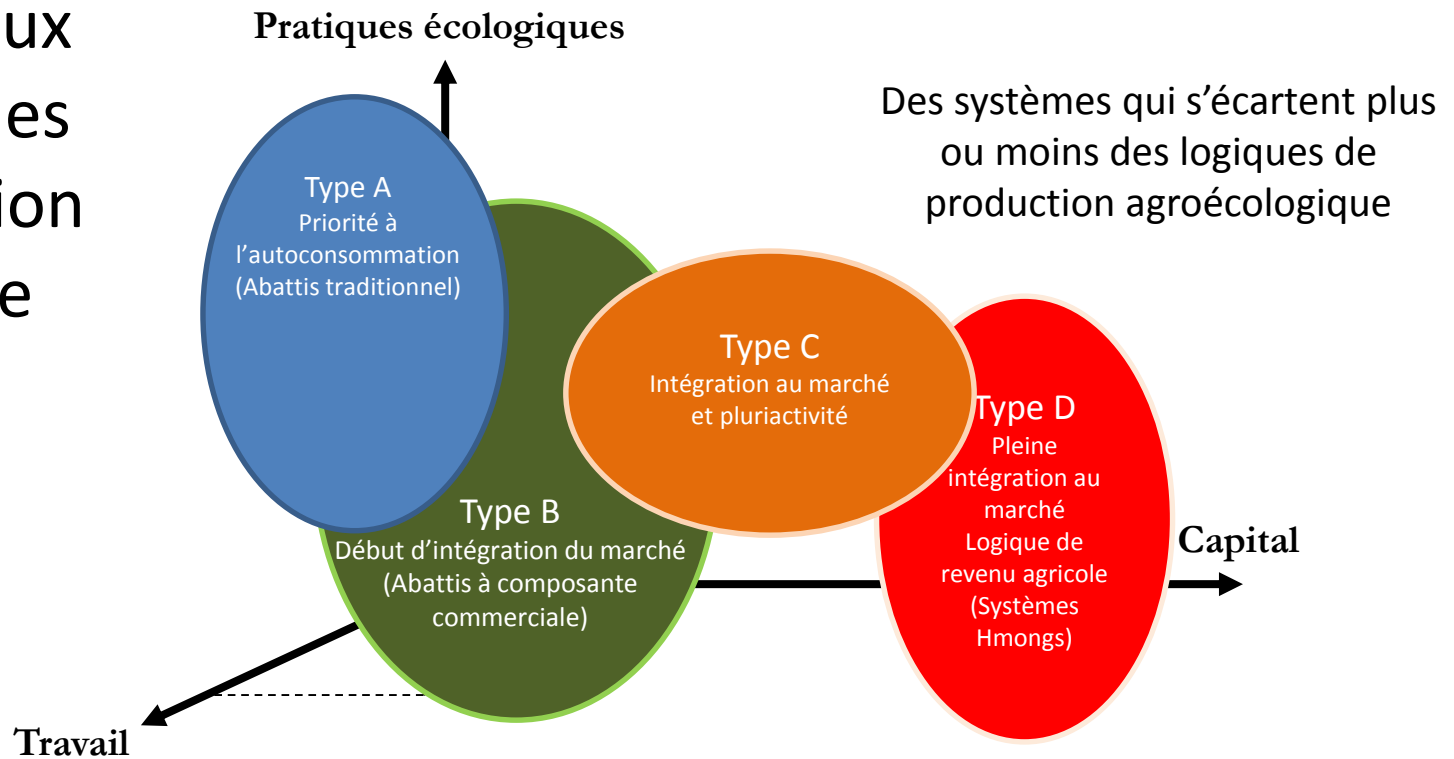 ux
es
ion
e
Pratiques écologiques
Des systèmes qui s'écartent plus
ou moins des logiques de
production agroécologique
Type A
Priorité à
l'autoconsommation
(Abattis traditionnel)
Type B
Début d'intégration du marché
(Abattis à composante
commerciale)
Type C
Intégration au marché
et pluriactivité
Type D
Pleine
intégration au
marché
Logique de
revenu agricole
(Systèmes
Hmongs)
Capital
Travail